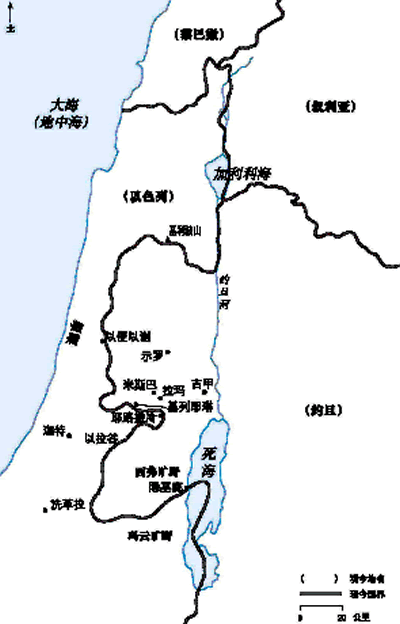 北
(黎巴嫩)
大海
(地中海)
(叙利亚)
加利利海
(以色列)
基利波山
约旦河
以便以谢
示罗
米斯巴
拉玛
吉甲
基列耶琳
耶路撒冷
迦特
以拉谷
(约旦)
死海
西弗旷野
隐基底
洗革拉
玛云旷野
( ) 现今地名
现今国界
0 20 公里